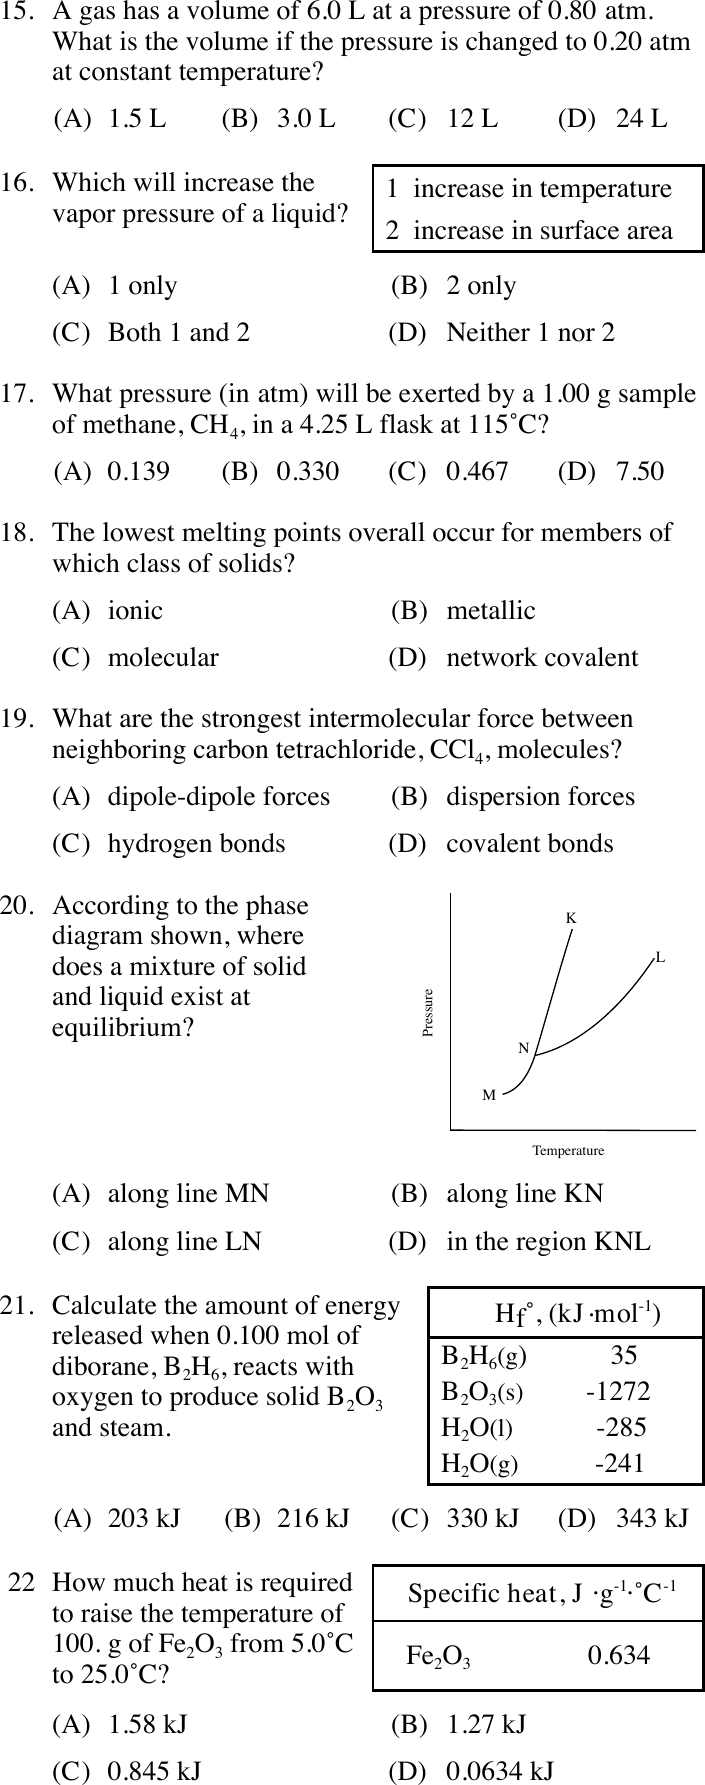 15. A gas has a volume of 6.0 L at a pressure of 0.80 atm.
What is the volume if the pressure is changed to 0.20 atm
at constant temperature?
(A) 1.5 L (B) 3.0 L (C) 12 L (D) 24 L
16. Which will increase the
vapor pressure of a liquid?
1 increase in temperature
2 increase in surface area
(A) 1 only (B) 2 only
(C) Both 1 and 2 (D) Neither 1 nor 2
17. What pressure (in atm) will be exerted by a 1.00 g sample
of methane, CH₄, in a 4.25 L flask at 115˚C?
(A) 0.139 (B) 0.330 (C) 0.467 (D) 7.50
18. The lowest melting points overall occur for members of
which class of solids?
(A) ionic (B) metallic
(C) molecular (D) network covalent
19. What are the strongest intermolecular force between
neighboring carbon tetrachloride, CCl₄, molecules?
(A) dipole-dipole forces (B) dispersion forces
(C) hydrogen bonds (D) covalent bonds
20. According to the phase
diagram shown, where
does a mixture of solid
and liquid exist at
equilibrium?
K
L
Pressure
N
M
Temperature
(A) along line MN (B) along line KN
(C) along line LN (D) in the region KNL
21. Calculate the amount of energy
released when 0.100 mol of
diborane, B₂H₆, reacts with
oxygen to produce solid B₂O₃
and steam.
Hf˚, (kJ·mol⁻¹)
B₂H₆(g) 35
B₂O₃(s) -1272
H₂O(l) -285
H₂O(g) -241
(A) 203 kJ (B) 216 kJ (C) 330 kJ (D) 343 kJ
22 How much heat is required
to raise the temperature of
100. g of Fe₂O₃ from 5.0˚C
to 25.0˚C?
Specific heat, J ·g⁻¹·˚C⁻¹
Fe₂O₃ 0.634
(A) 1.58 kJ (B) 1.27 kJ
(C) 0.845 kJ (D) 0.0634 kJ